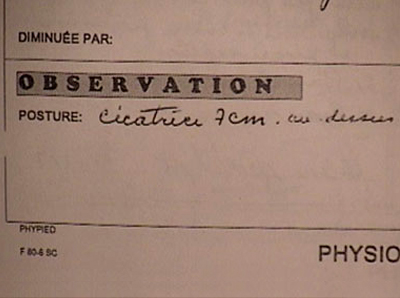 DIMINUÉE PAR:
OBSERVATION
POSTURE: cicatrice 7cm. au dessus
PHYPIED
F 80-6 SC
PHYSIO